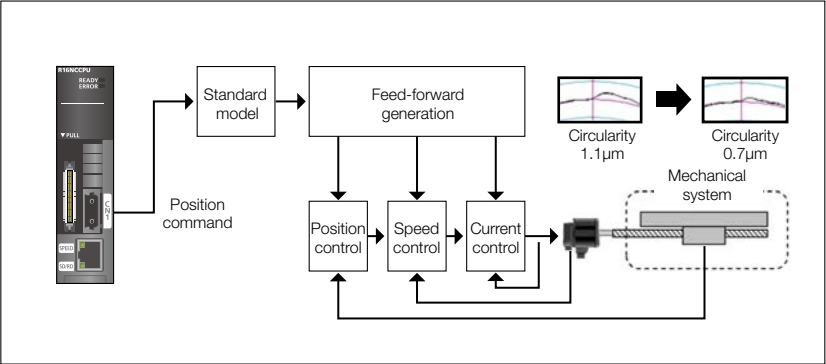 R16NCCPU
READY
ERROR
▼PULL
CN1
SPEED
SD/RD
Position
command
Standard
model
Feed-forward
generation
Circularity
1.1µm
Circularity
0.7µm
Position
control
Speed
control
Current
control
Mechanical
system